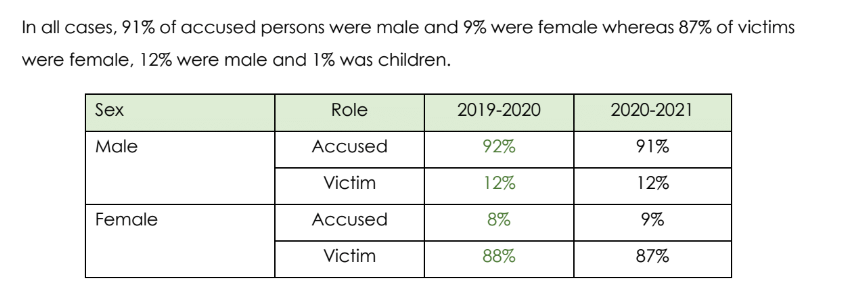 In all cases, 91% of accused persons were male and 9% were female whereas 87% of victims
were female, 12% were male and 1% was children.
Sex Role 2019-2020 2020-2021
Male Accused 92% 91%
Victim 12% 12%
Female Accused 8% 9%
Victim 88% 87%